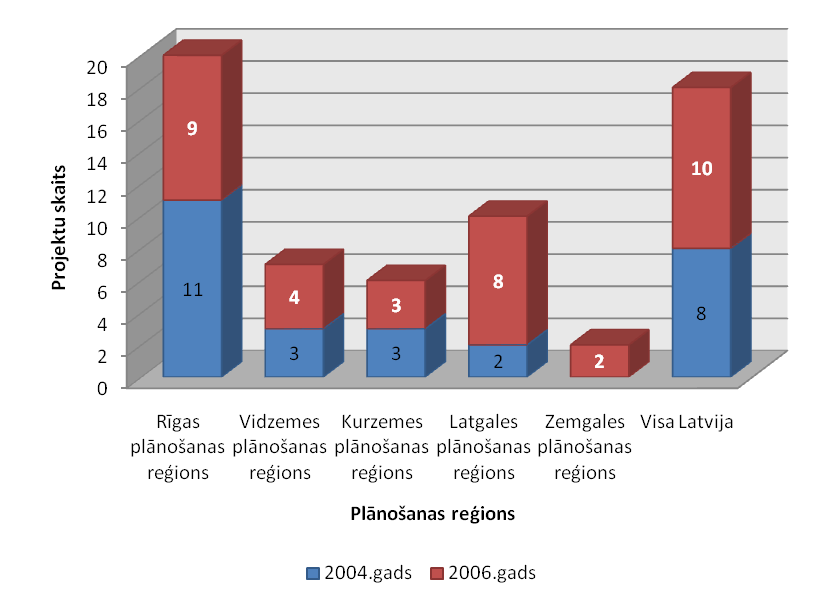 20
18
16
14
12
10
8
6
4
2
0
Projektu skaits
9
11
4
3
3
3
8
2
2
10
8
Rīgas plānošanas reģions
Vidzemes plānošanas reģions
Kurzemes plānošanas reģions
Latgales plānošanas reģions
Zemgales plānošanas reģions
Visa Latvija
Plānošanas reģions
2004.gads
2006.gads